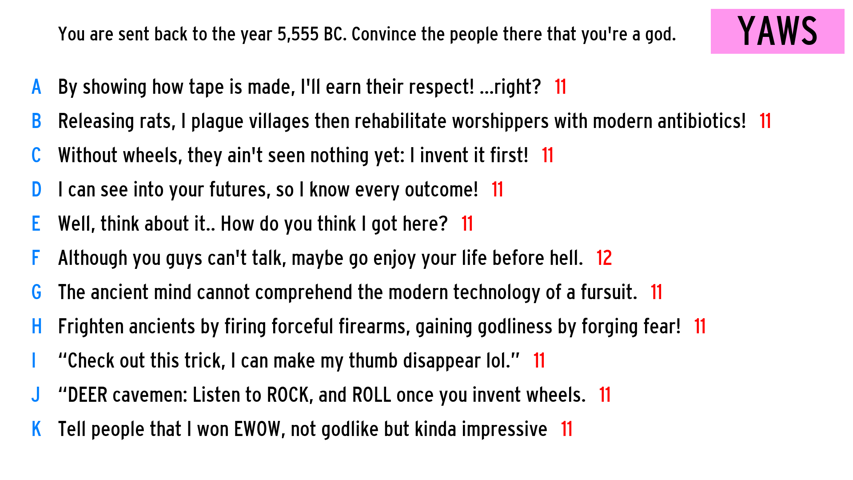 You are sent back to the year 5,555 BC. Convince the people there that you're a god.
YAWS
A By showing how tape is made, I'll earn their respect! ...right? 11
B Releasing rats, I plague villages then rehabilitate worshippers with modern antibiotics! 11
C Without wheels, they ain't seen nothing yet: I invent it first! 11
D I can see into your futures, so I know every outcome! 11
E Well, think about it.. How do you think I got here? 11
F Although you guys can't talk, maybe go enjoy your life before hell. 12
G The ancient mind cannot comprehend the modern technology of a fursuit. 11
H Frighten ancients by firing forceful firearms, gaining godliness by forging fear! 11
I “Check out this trick, I can make my thumb disappear lol.” 11
J “DEER cavemen: Listen to ROCK, and ROLL once you invent wheels. 11
K Tell people that I won EWOW, not godlike but kinda impressive 11